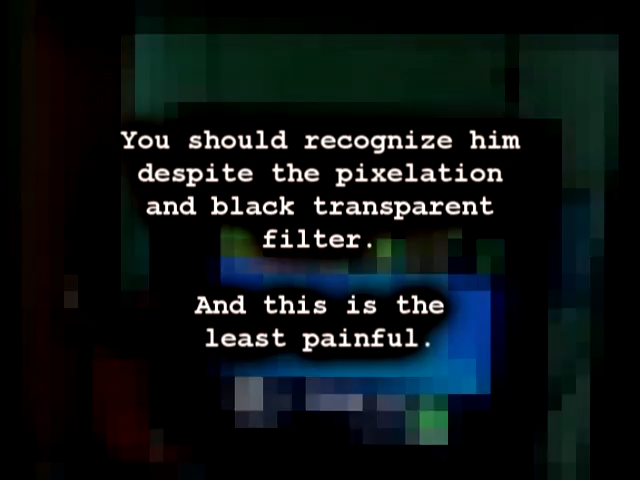 You should recognize him
despite the pixelation
and black transparent
filter.
And this is the
least painful.